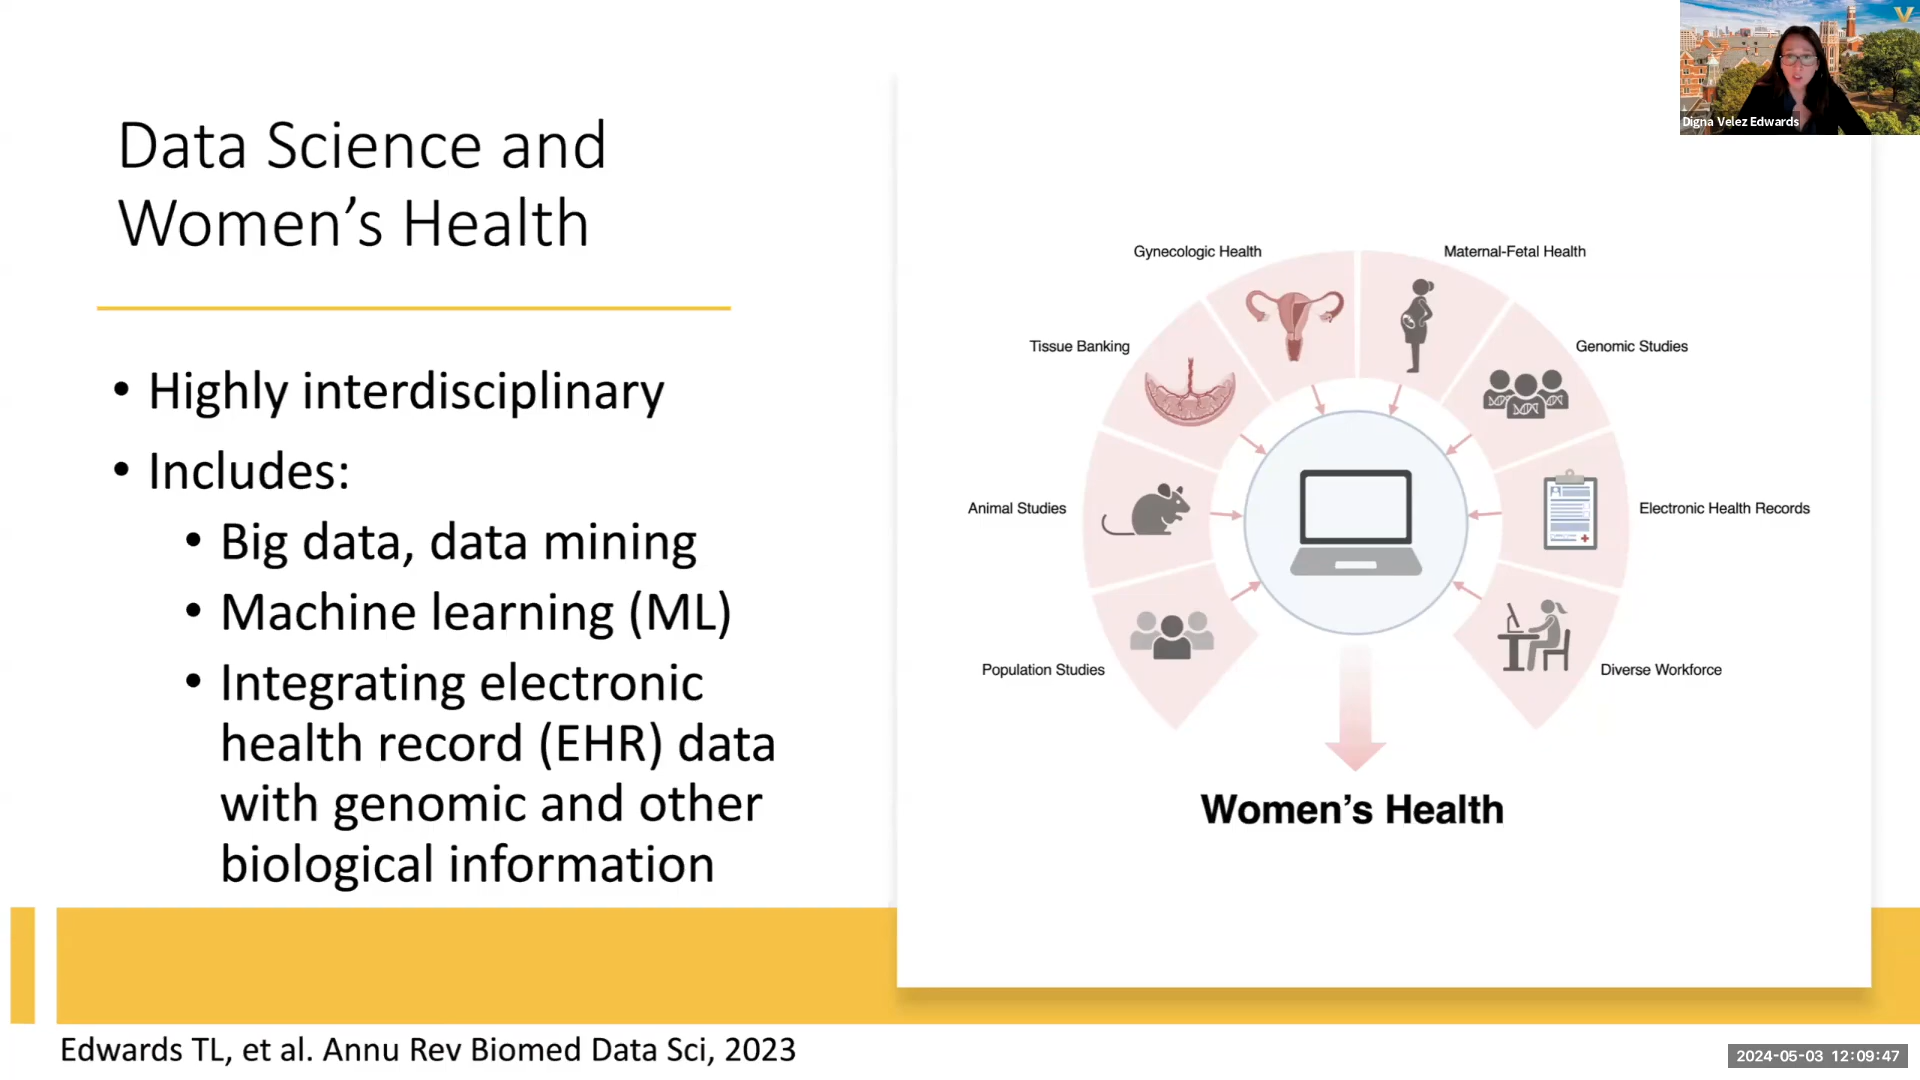 Data Science and
Women's Health
• Highly interdisciplinary
• Includes:
• Big data, data mining
• Machine learning (ML)
• Integrating electronic
health record (EHR) data
with genomic and other
biological information
Edwards TL, et al. Annu Rev Biomed Data Sci, 2023
Gynecologic Health
Maternal-Fetal Health
Tissue Banking
Genomic Studies
Animal Studies
Electronic Health Records
Population Studies
Diverse Workforce
Women's Health
V
Digna Velez Edwards
2024-05-03 12:09:47